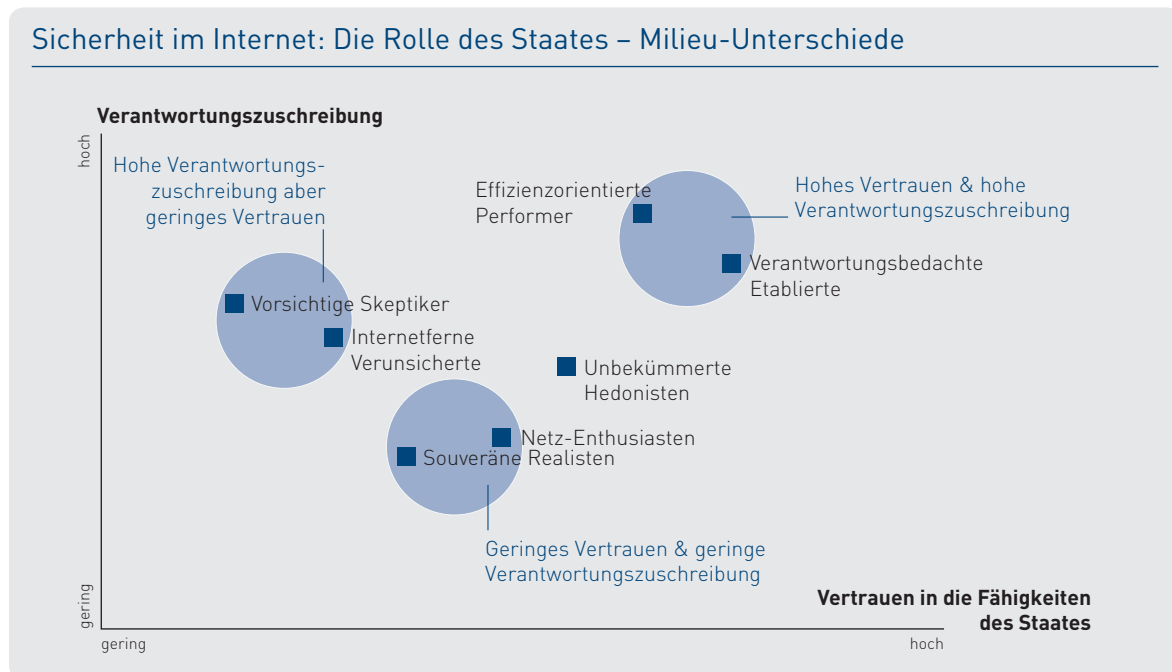 Sicherheit im Internet: Die Rolle des Staates – Milieu-Unterschiede
Verantwortungszuschreibung
hoch
Hohe Verantwortungs-
zuschreibung aber
geringes Vertrauen
Effizienzorientierte
Performer
Hohes Vertrauen & hohe
Verantwortungszuschreibung
Verantwortungsbedachte
Etablierte
Vorsichtige Skeptiker
Internetferne
Verunsicherte
Unbekümmerte
Hedonisten
Netz-Enthusiasten
Souveräne Realisten
Geringes Vertrauen & geringe
Verantwortungszuschreibung
gering
Vertrauen in die Fähigkeiten
des Staates
gering
hoch